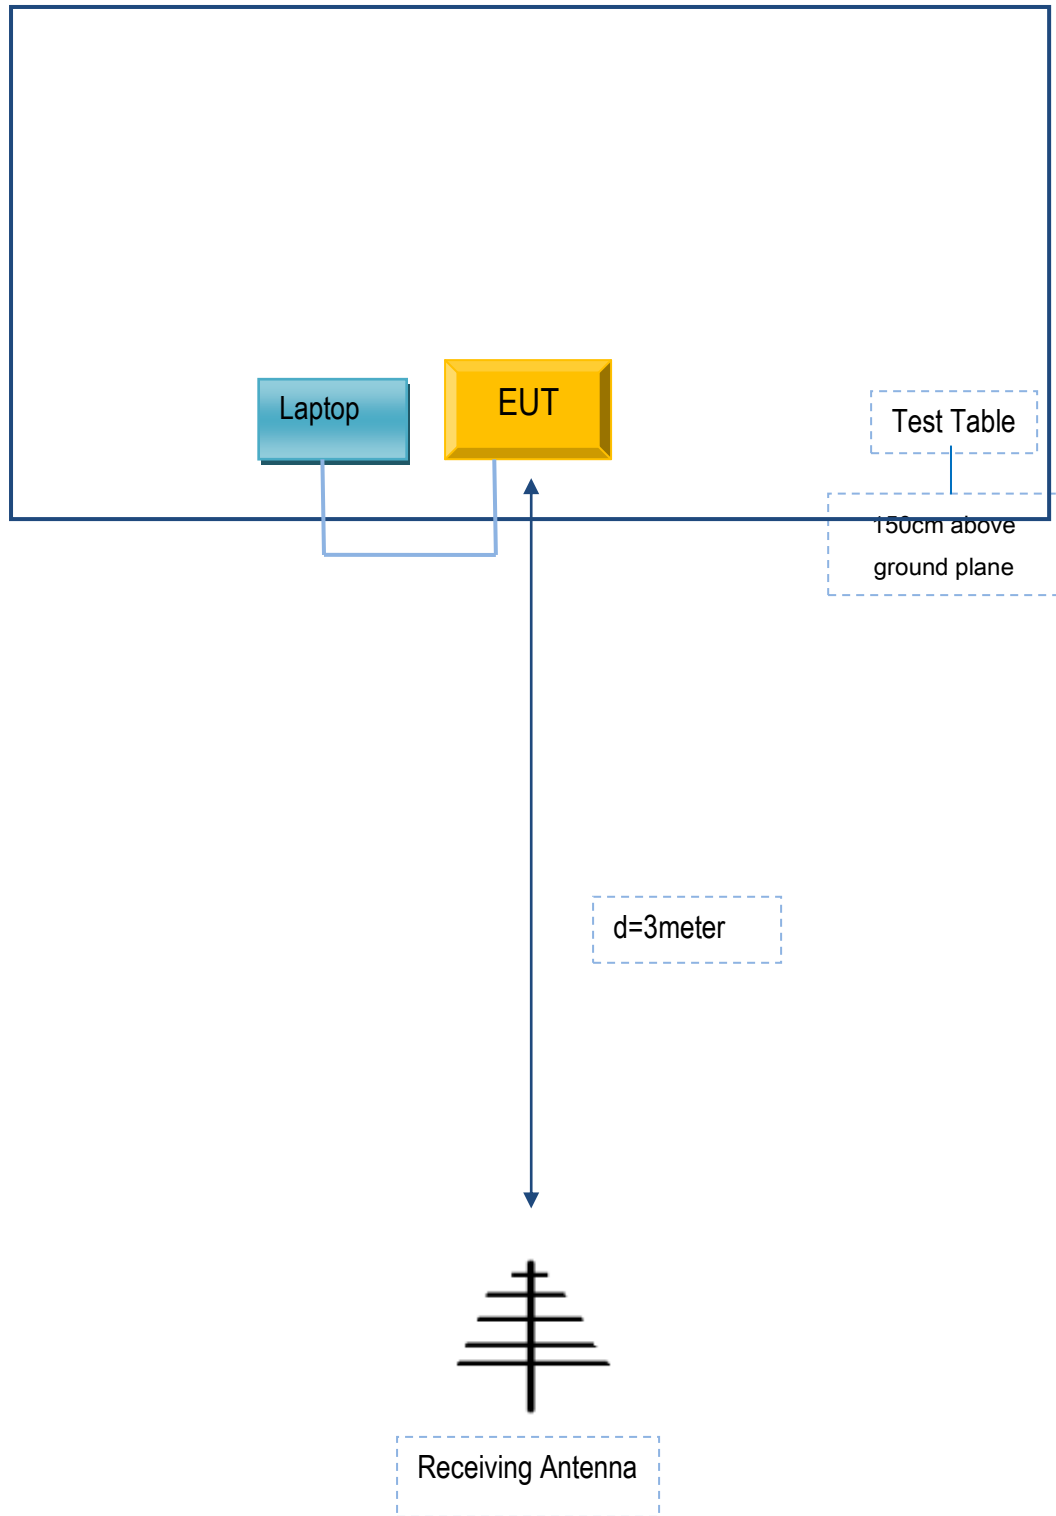 Laptop
EUT
Test Table
150cm above
ground plane
d=3meter
Receiving Antenna